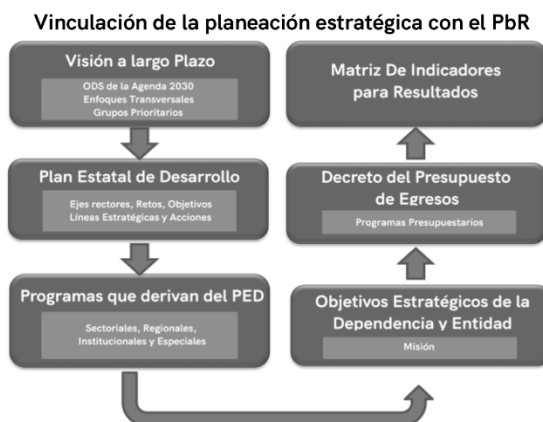 Vinculación de la planeación estratégica con el PbR
Visión a largo Plazo
ODS de la Agenda 2030
Enfoques Transversales
Grupos Prioritarios
Plan Estatal de Desarrollo
Ejes rectores, Retos, Objetivos
Líneas Estratégicas y Acciones
Programas que derivan del PED
Sectoriales, Regionales,
Institucionales y Especiales
Objetivos Estratégicos de la
Dependencia y Entidad
Misión
Decreto del Presupuesto
de Egresos
Programas Presupuestarios
Matriz De Indicadores
para Resultados